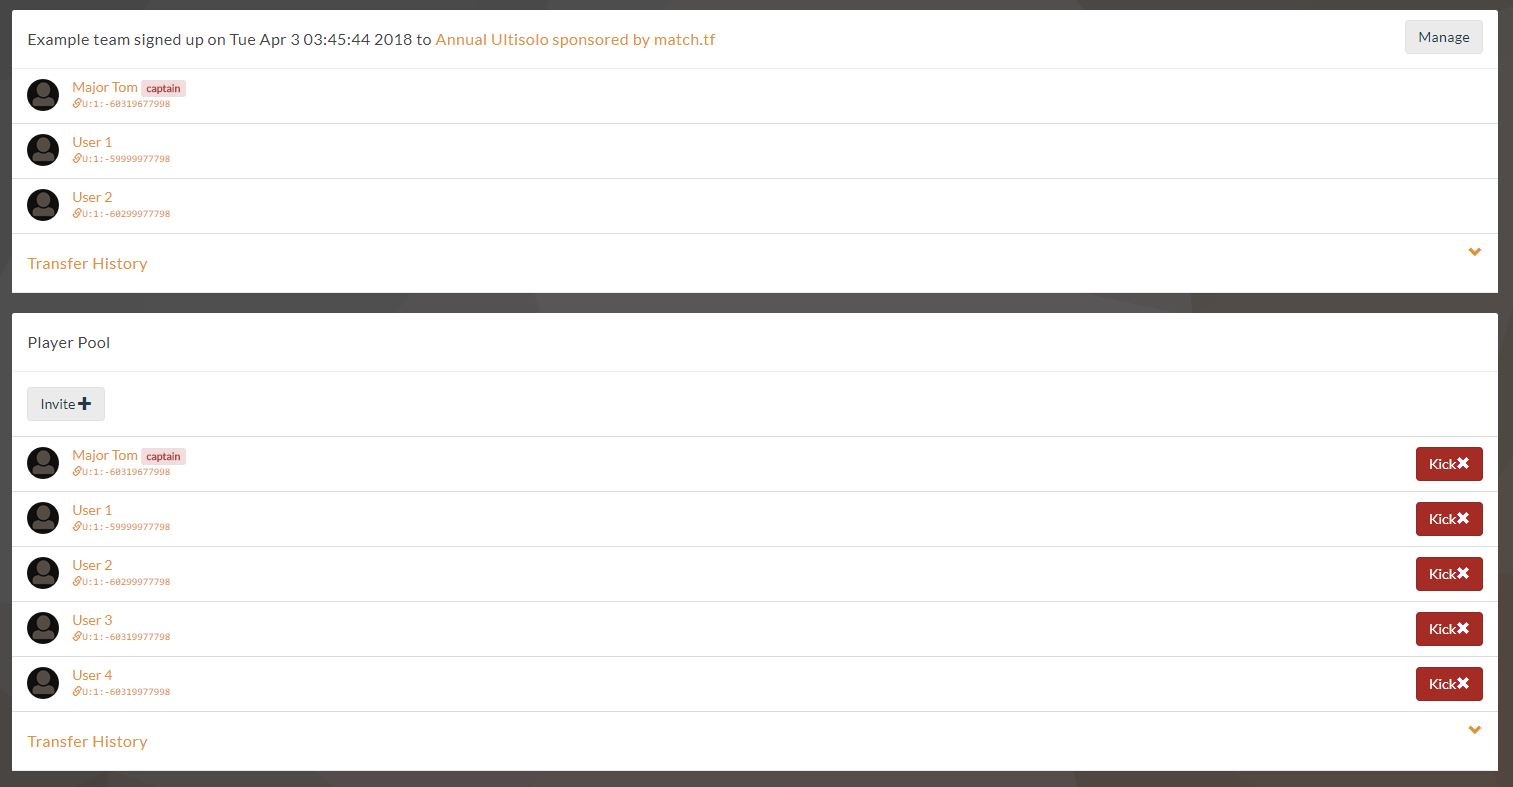 Example team signed up on Tue Apr 3 03:45:44 2018 to Annual Ultisolo sponsored by match.tf
Manage
Major Tom captain
U:1:-60319677998
User 1
U:1:-59999977798
User 2
U:1:-60299977798
Transfer History
Player Pool
Invite
Major Tom captain
U:1:-60319677998
Kick
User 1
U:1:-59999977798
Kick
User 2
U:1:-60299977798
Kick
User 3
U:1:-60319977798
Kick
User 4
U:1:-60319977998
Kick
Transfer History